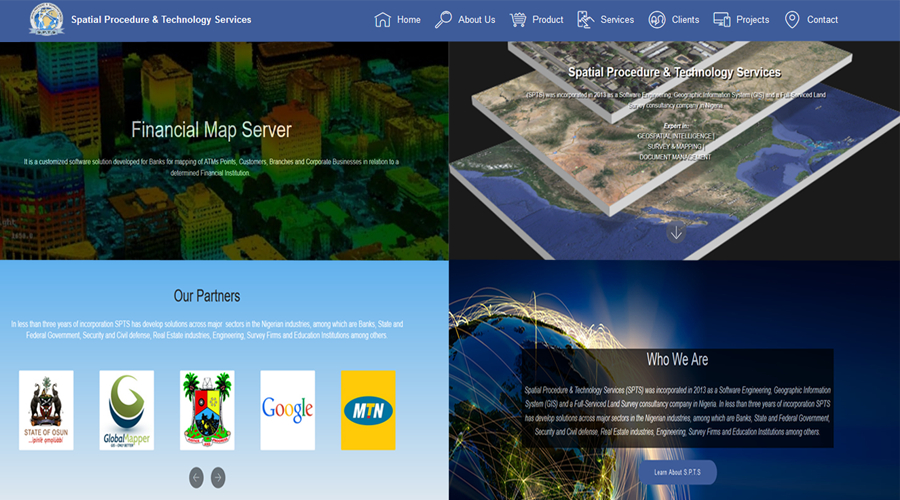 Spatial Procedure & Technology Services
Home
About Us
Product
Services
Clients
Projects
Contact
Financial Map Server
It is a customized software solution developed for Banks for mapping of ATMs Points, Customers, Branches and Corporate Businesses in relation to a
determined Financial Institution.
Spatial Procedure & Technology Services
(SPTS) was incorporated in 2013 as a Software Engineering, Geographic Information System (GIS) and a Full-Serviced Land
Survey consultancy company in Nigeria
Expert in:
GEOSPATIAL INTELLIGENCE |
SURVEY & MAPPING |
DOCUMENT MANAGEMENT
Our Partners
In less than three years of incorporation SPTS has develop solutions across major sectors in the Nigerian industries, among which are Banks, State and
Federal Government, Security and Civil defense, Real Estate industries, Engineering, Survey Firms and Education Institutions among others.
STATE OF OSUN
GlobalMapper
Google
MTN
Who We Are
Spatial Procedure & Technology Services (SPTS) was incorporated in 2013 as a Software Engineering, Geographic Information
System (GIS) and a Full-Serviced Land Survey consultancy company in Nigeria. In less than three years of incorporation SPTS
has develop solutions across major sectors in the Nigerian industries, among which are Banks, State and Federal Government,
Security and Civil defense, Real Estate industries, Engineering, Survey Firms and Education Institutions among others.
Learn About S.P.T.S